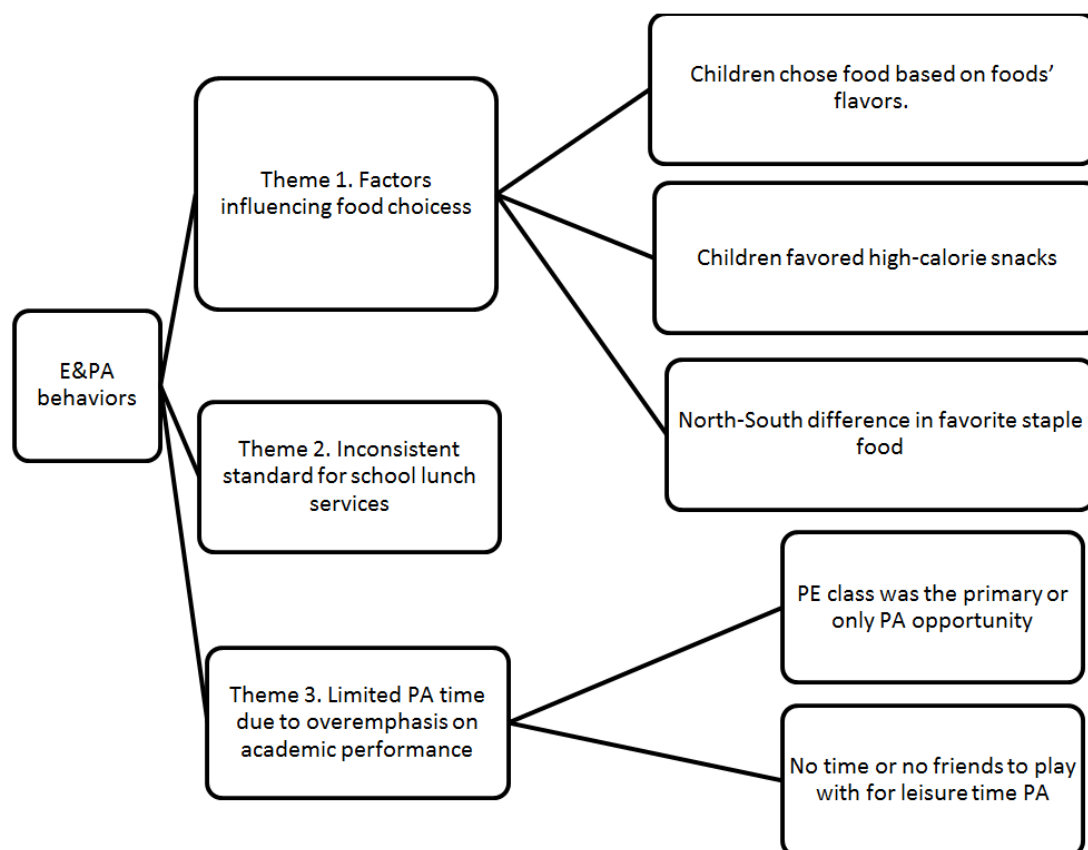 Children chose food based on foods’
flavors.
Theme 1. Factors
influencing food choicess
Children favored high-calorie snacks
E&PA
behaviors
North-South difference in favorite staple
food
Theme 2. Inconsistent
standard for school lunch
services
PE class was the primary or
only PA opportunity
Theme 3. Limited PA time
due to overemphasis on
academic performance
No time or no friends to play
with for leisure time PA